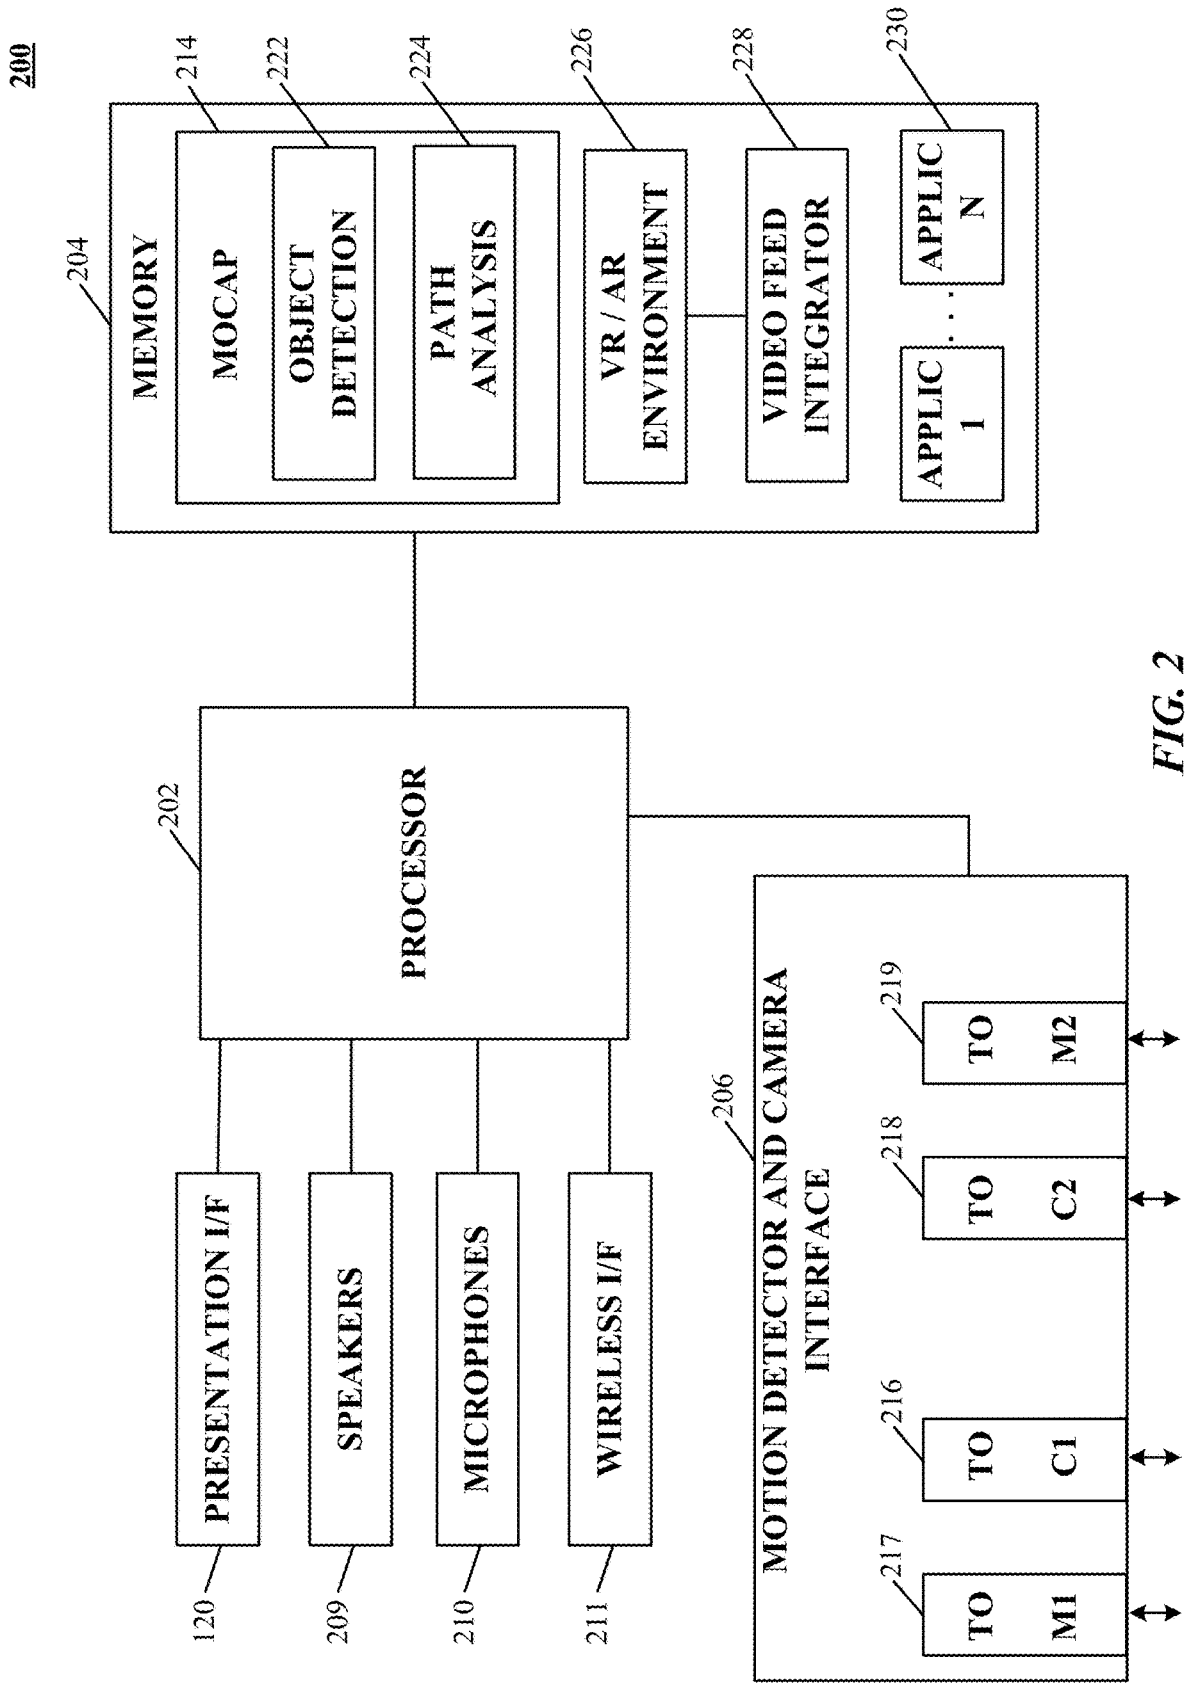 200
204
MEMORY
214
MOCAP
222
OBJECT
DETECTION
224
PATH
ANALYSIS
226
VR / AR
ENVIRONMENT
228
VIDEO FEED
INTEGRATOR
230
APPLIC
1
. . .
APPLIC
N
202
PROCESSOR
120
PRESENTATION I/F
209
SPEAKERS
210
MICROPHONES
211
WIRELESS I/F
206
MOTION DETECTOR AND CAMERA
INTERFACE
217
TO
M1
216
TO
C1
218
TO
C2
219
TO
M2
FIG. 2